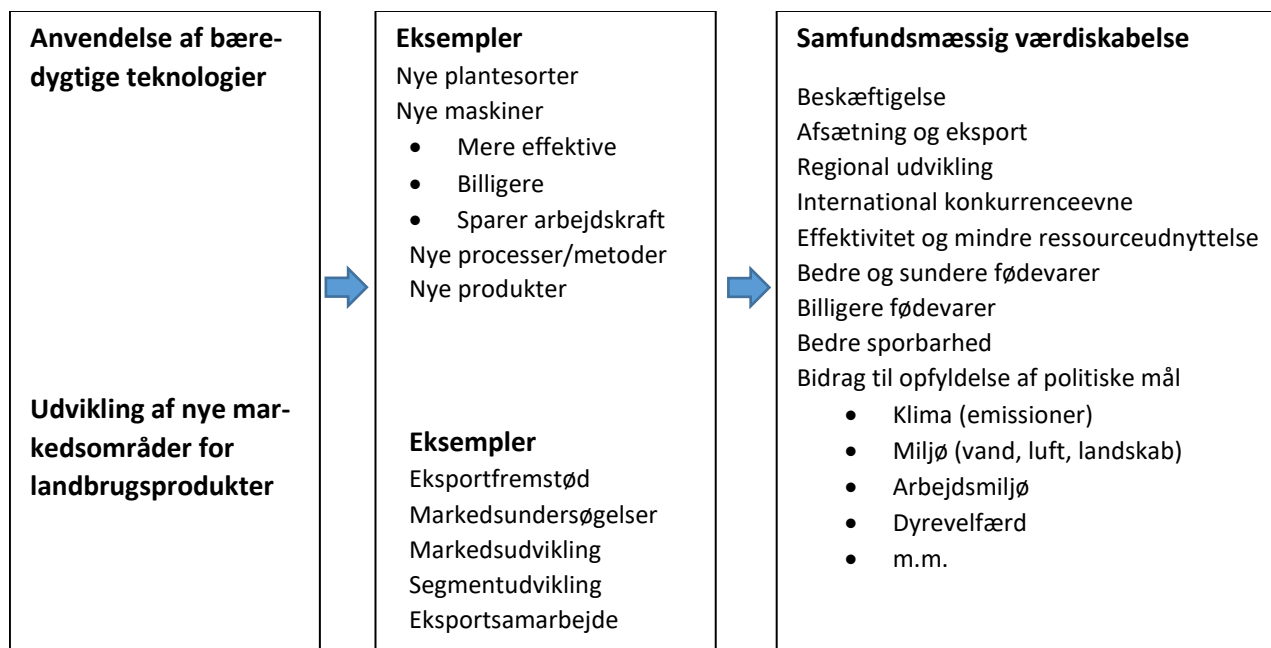 Anvendelse af bære-
dygtige teknologier
Udvikling af nye mar-
kedsområder for
landbrugsprodukter
Eksempler
Nye plantesorter
Nye maskiner
• Mere effektive
• Billigere
• Sparer arbejdskraft
Nye processer/metoder
Nye produkter
Eksempler
Eksportfremstød
Markedsundersøgelser
Markedsudvikling
Segmentudvikling
Eksportsamarbejde
Samfundsmæssig værdiskabelse
Beskæftigelse
Afsætning og eksport
Regional udvikling
International konkurrenceevne
Effektivitet og mindre ressourceudnyttelse
Bedre og sundere fødevarer
Billigere fødevarer
Bedre sporbarhed
Bidrag til opfyldelse af politiske mål
• Klima (emissioner)
• Miljø (vand, luft, landskab)
• Arbejdsmiljø
• Dyrevelfærd
• m.m.